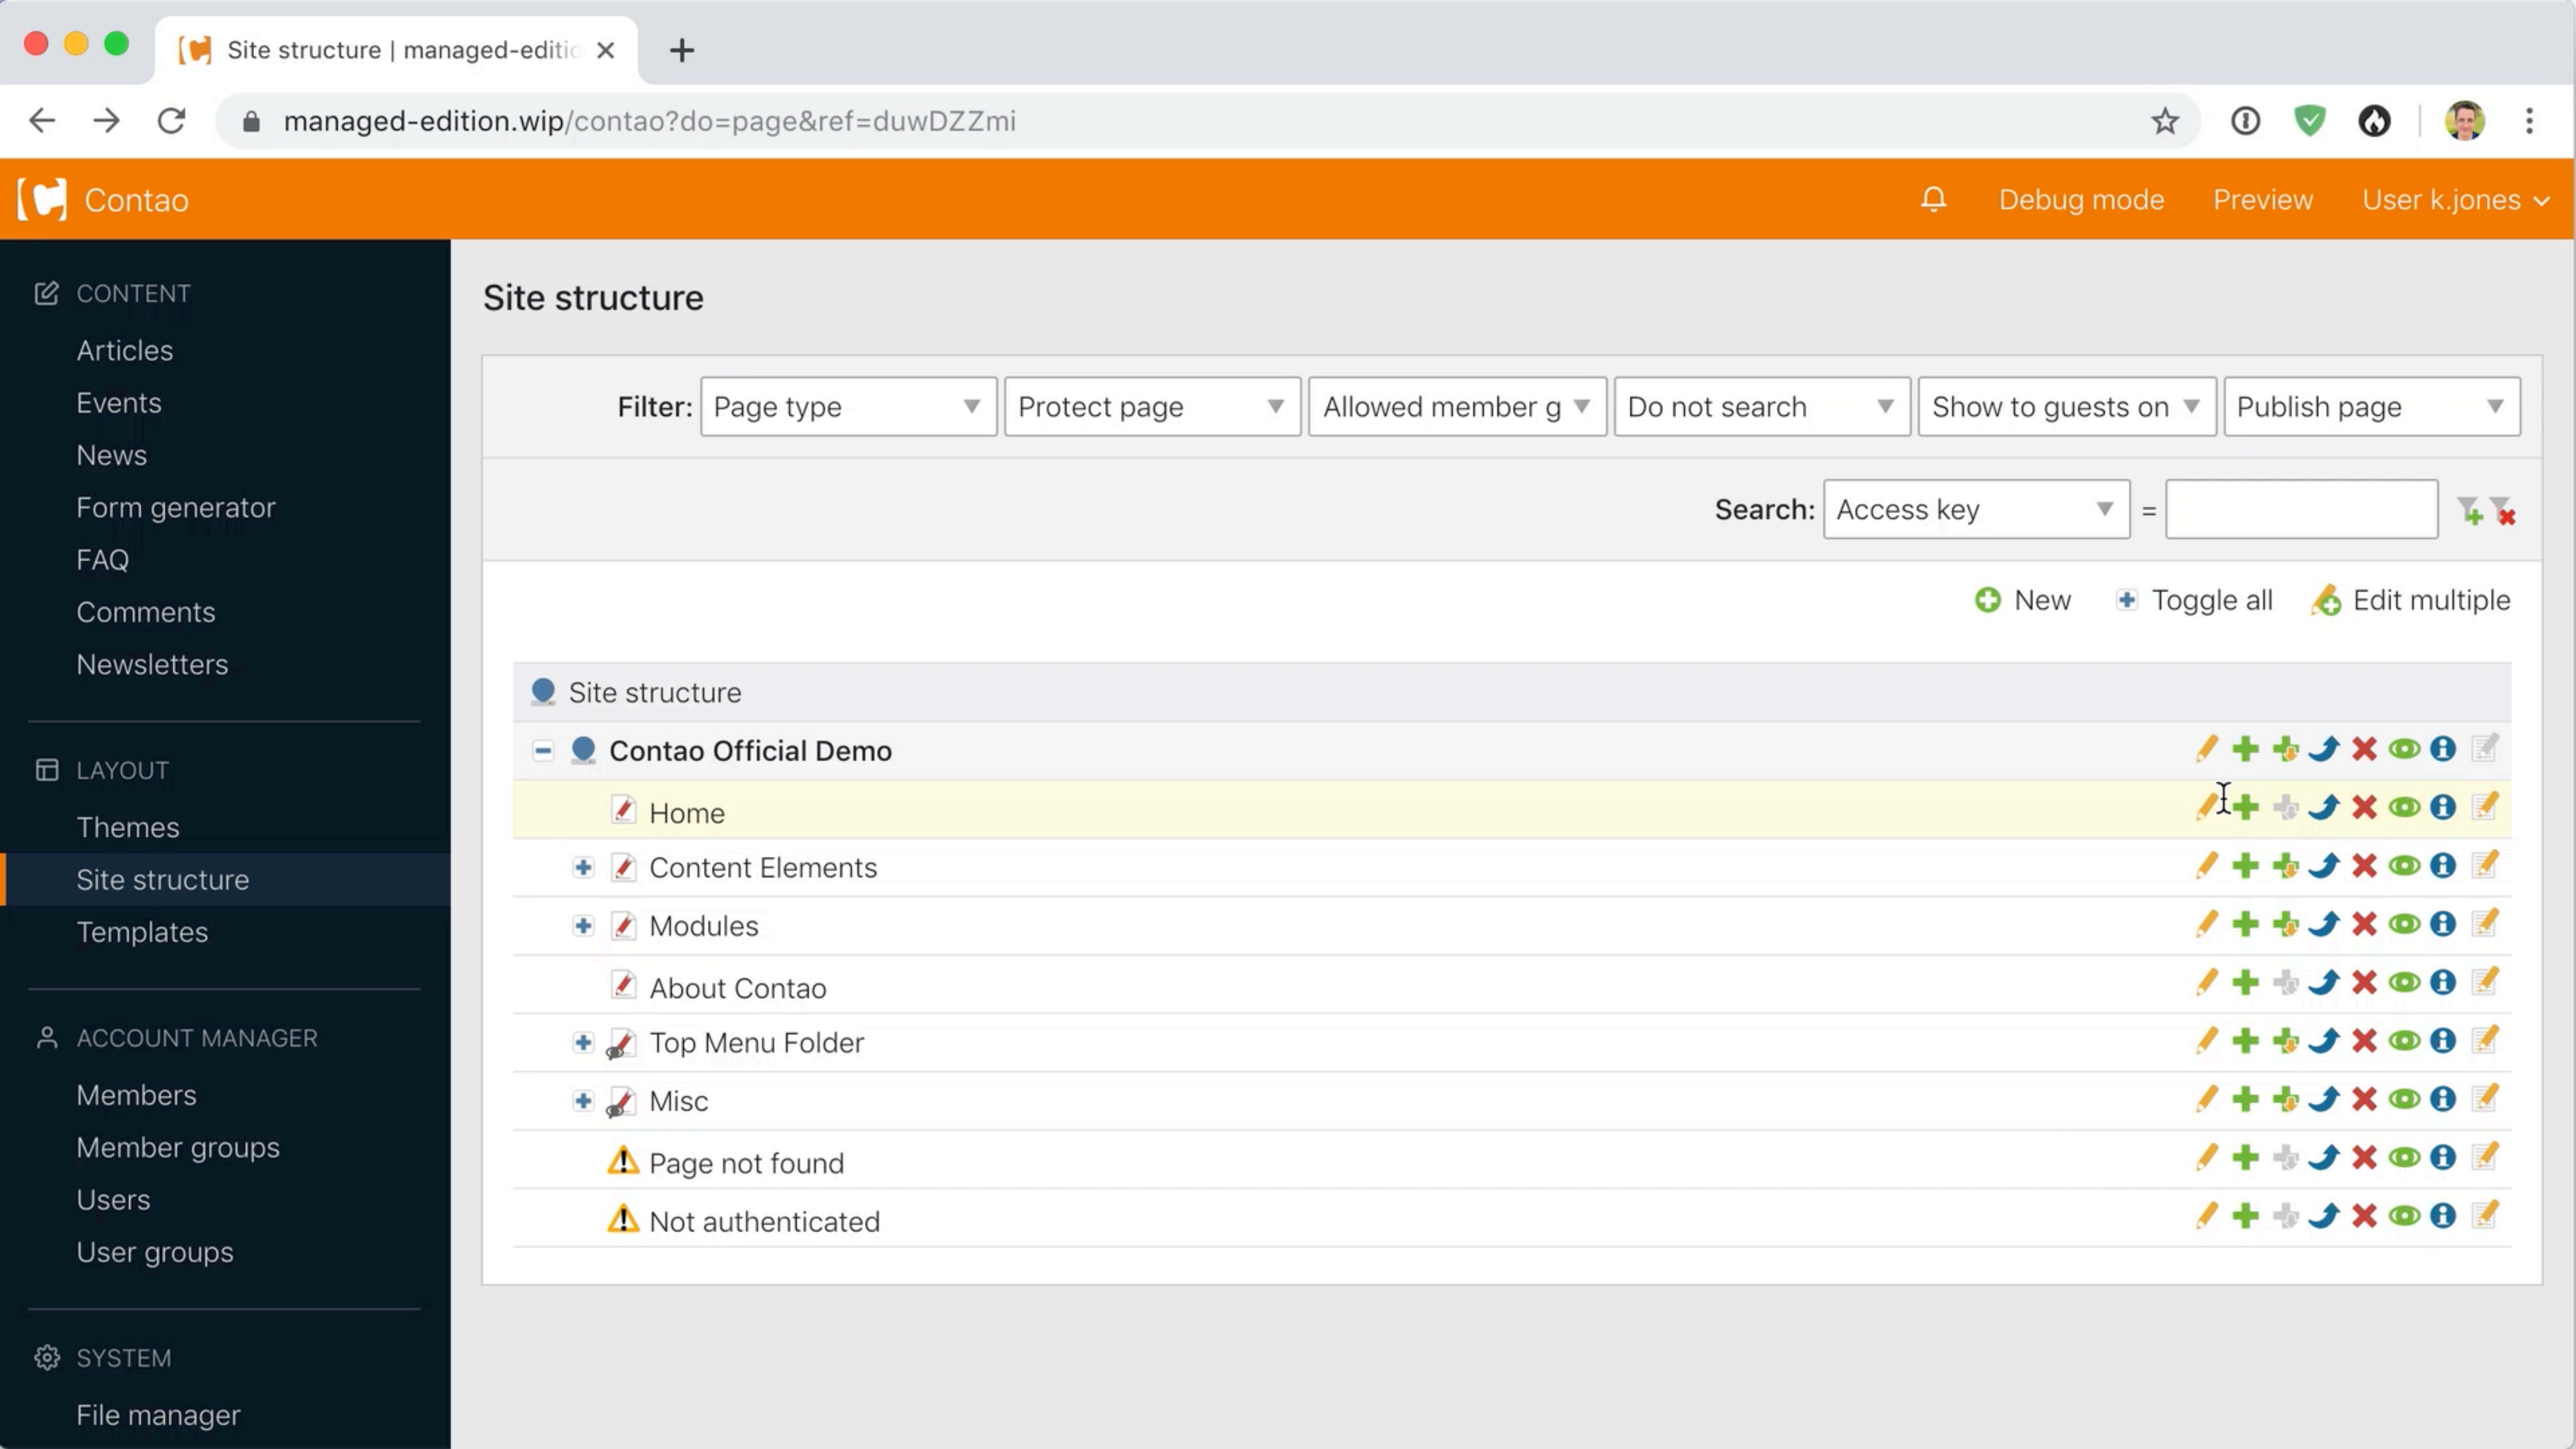 Site structure | managed-editio
managed-edition.wip/contao?do=page&ref=duwDZZmi
Contao
Debug mode
Preview
User k.jones
CONTENT
Articles
Events
News
Form generator
FAQ
Comments
Newsletters
LAYOUT
Themes
Site structure
Templates
ACCOUNT MANAGER
Members
Member groups
Users
User groups
SYSTEM
File manager
Site structure
Filter: Page type Protect page Allowed member g Do not search Show to guests on Publish page
Search: Access key =
New Toggle all Edit multiple
Site structure
Contao Official Demo
Home
Content Elements
Modules
About Contao
Top Menu Folder
Misc
Page not found
Not authenticated